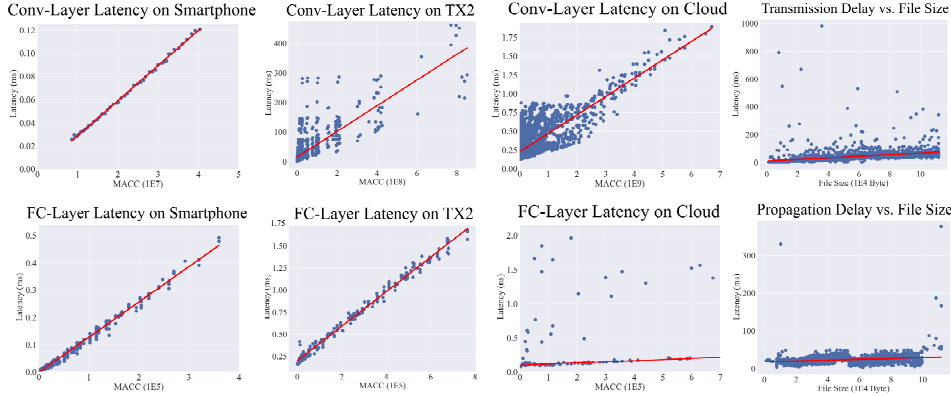 Conv-Layer Latency on Smartphone
Latency (ms)
0.12
0.10
0.08
0.06
0.04
0.02
0.00
0 1 2 3 4 5
MACC (1E7)
Conv-Layer Latency on TX2
Latency (ms)
400
300
200
100
0
0 2 4 6 8
MACC (1E8)
Conv-Layer Latency on Cloud
Latency (ms)
1.75
1.50
1.25
1.00
0.75
0.50
0.25
0.00
0 1 2 3 4 5 6 7
MACC (1E9)
Transmission Delay vs. File Size
Latency (ms)
1000
800
600
400
200
0
0 2 4 6 8 10
File Size (1E4 Byte)
FC-Layer Latency on Smartphone
Latency (ms)
0.5
0.4
0.3
0.2
0.1
0.0
0 1 2 3 4
MACC (1E5)
FC-Layer Latency on TX2
Latency (ms)
1.75
1.50
1.25
1.00
0.75
0.50
0.25
0 2 4 6 8
MACC (1E5)
FC-Layer Latency on Cloud
Latency (ms)
2.0
1.5
1.0
0.5
0.0
0 1 2 3 4 5 6 7
MACC (1E5)
Propagation Delay vs. File Size
Latency (ms)
300
200
100
0
0 2 4 6 8 10
File Size (1E4 Byte)